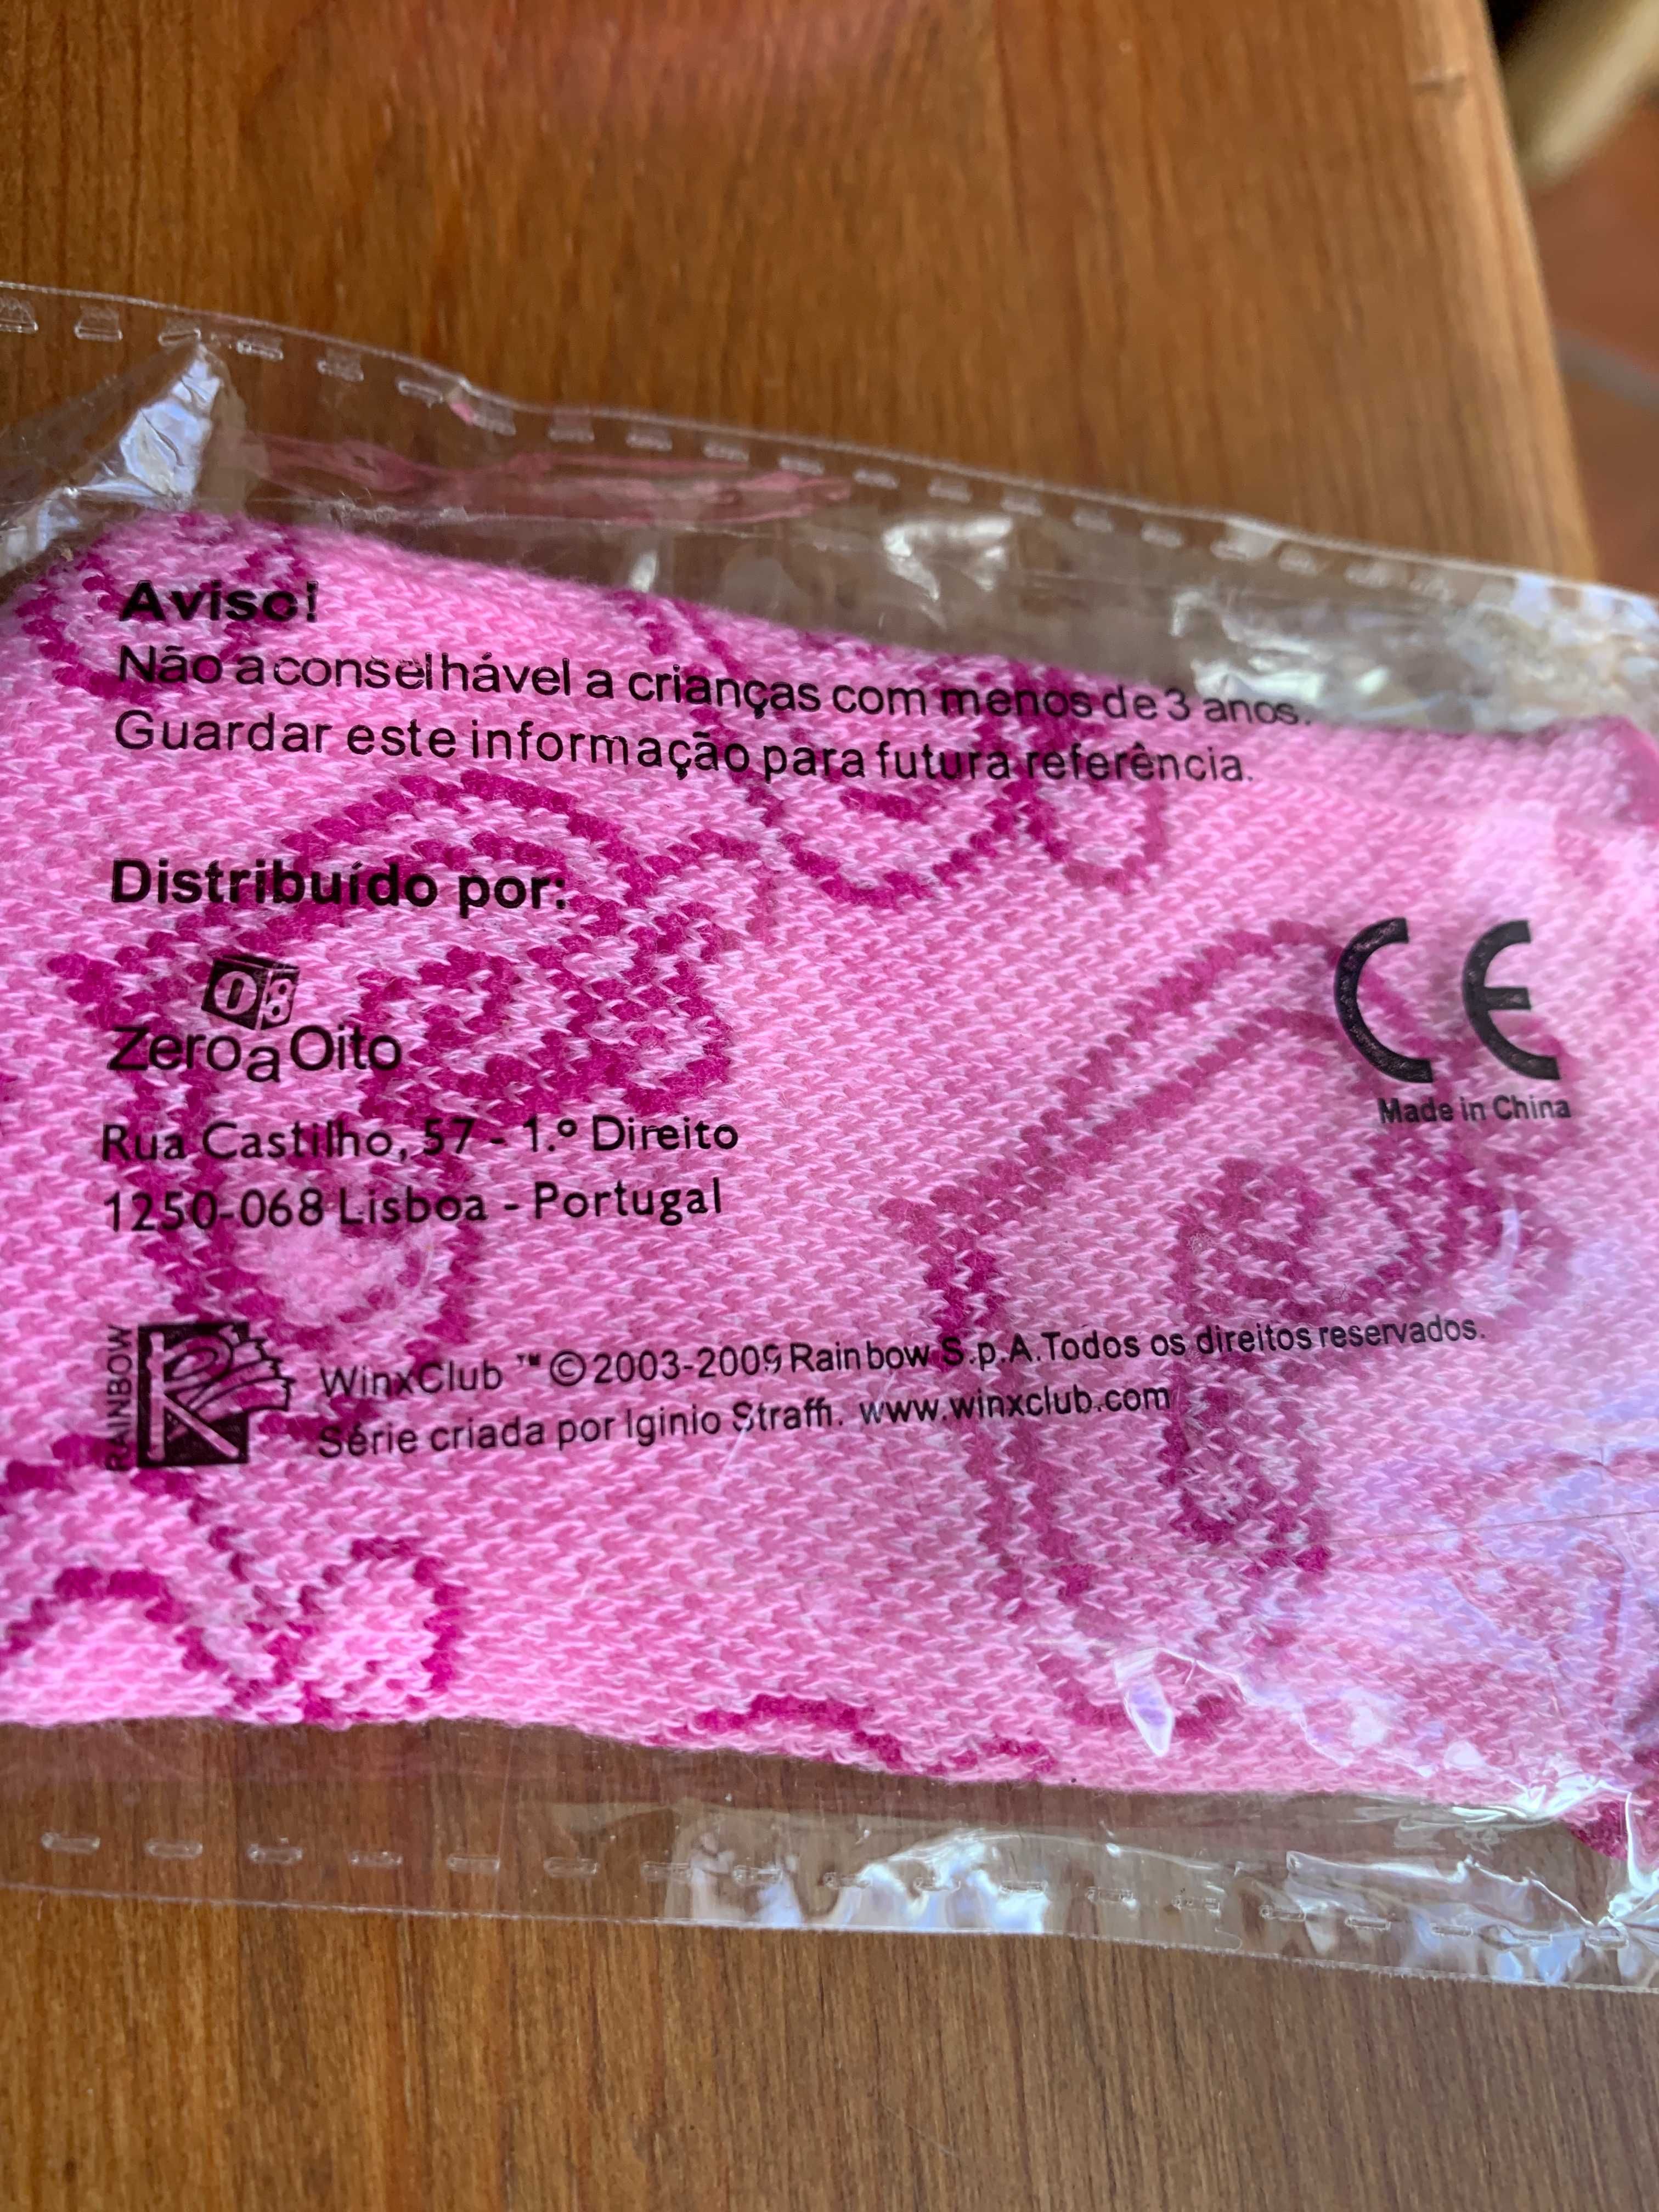 Aviso!
Não aconselhável a crianças com menos de 3 anos.
Guardar este informação para futura referência.
Distribuído por:
08
Zero a Oito
Rua Castilho, 57 - 1.º Direito
1250-068 Lisboa - Portugal
CE
Made in China
RAINBOW
WinxClub ™ © 2003-2009 Rainbow S.p.A. Todos os direitos reservados.
Série criada por Iginio Straffi. www.winxclub.com